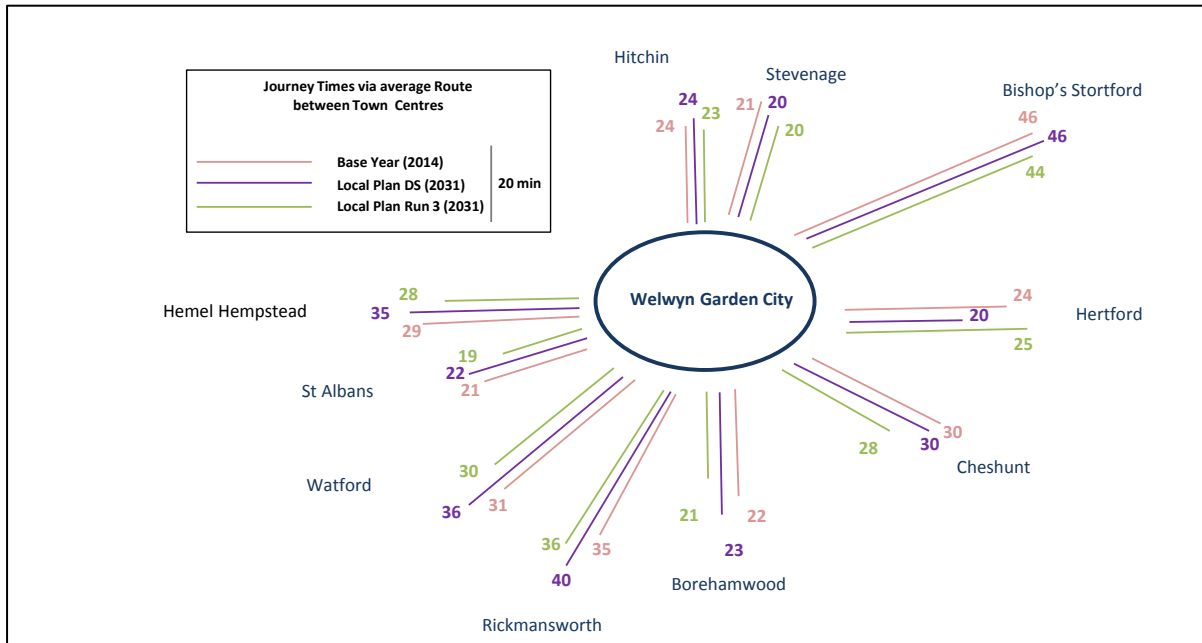 Hitchin
Stevenage
Bishop's Stortford
Journey Times via average Route
between Town Centres
Base Year (2014)
Local Plan DS (2031)
Local Plan Run 3 (2031)
20 min
24
24
23
21
20
20
46
46
44
Welwyn Garden City
Hemel Hempstead
28
35
29
24
20
25
Hertford
St Albans
19
22
21
Watford
30
36
31
30
30
28
Cheshunt
36
35
40
Rickmansworth
21
22
23
Borehamwood